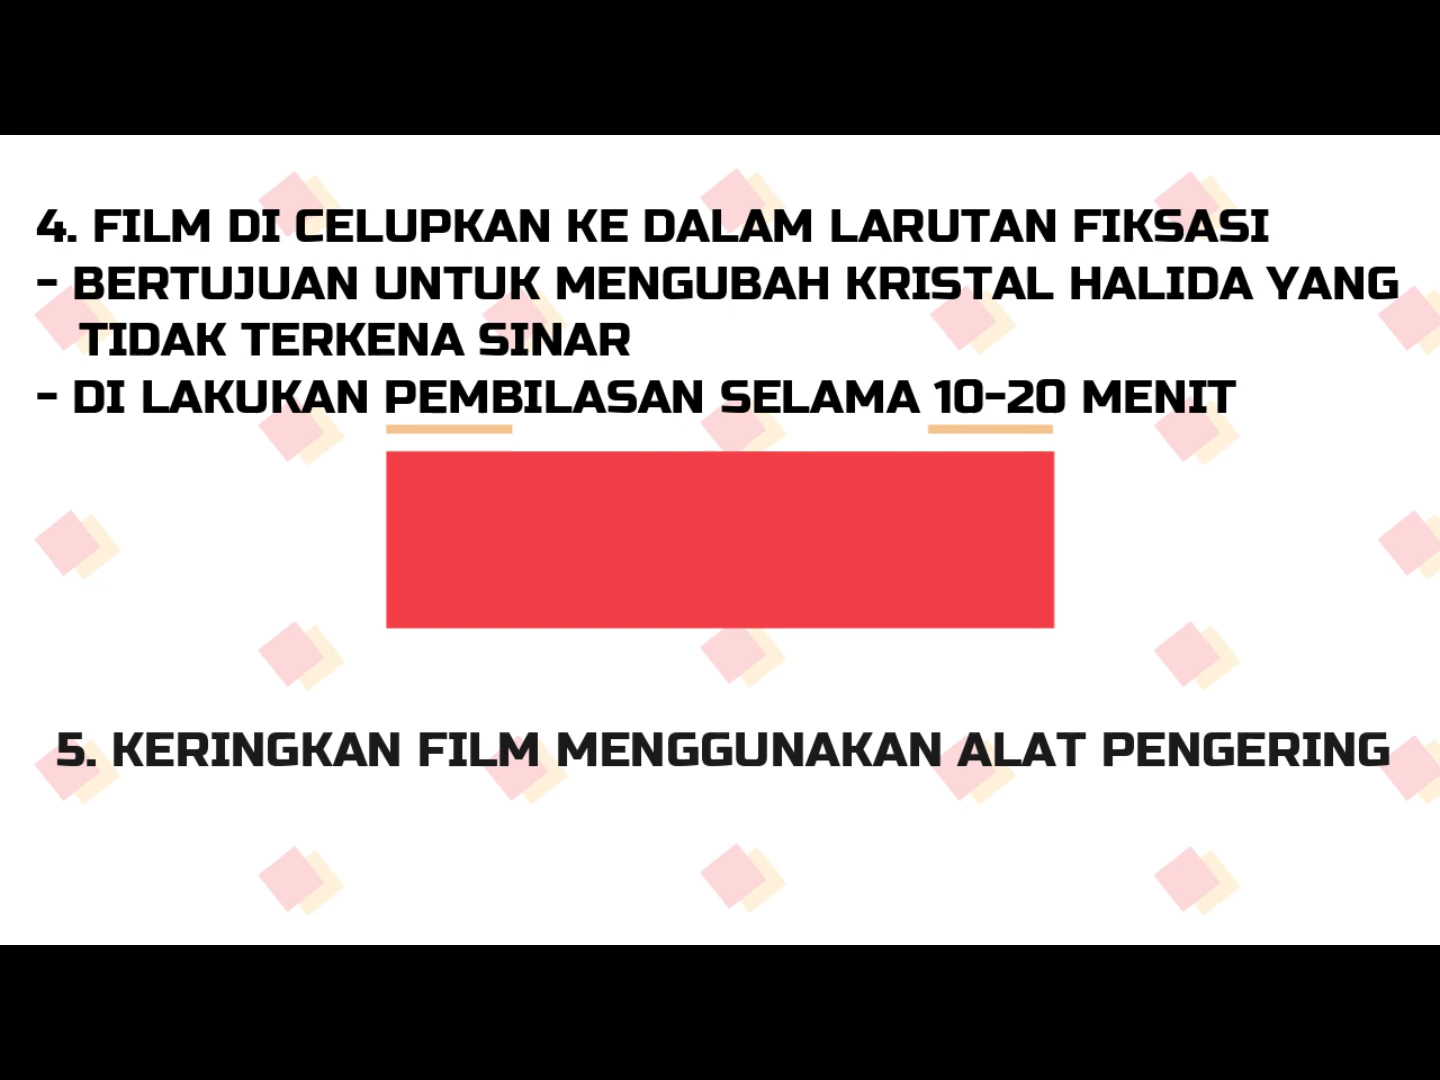 4. FILM DI CELUPKAN KE DALAM LARUTAN FIKSASI
- BERTUJUAN UNTUK MENGUBAH KRISTAL HALIDA YANG
TIDAK TERKENA SINAR
- DI LAKUKAN PEMBILASAN SELAMA 10-20 MENIT
5. KERINGKAN FILM MENGGUNAKAN ALAT PENGERING